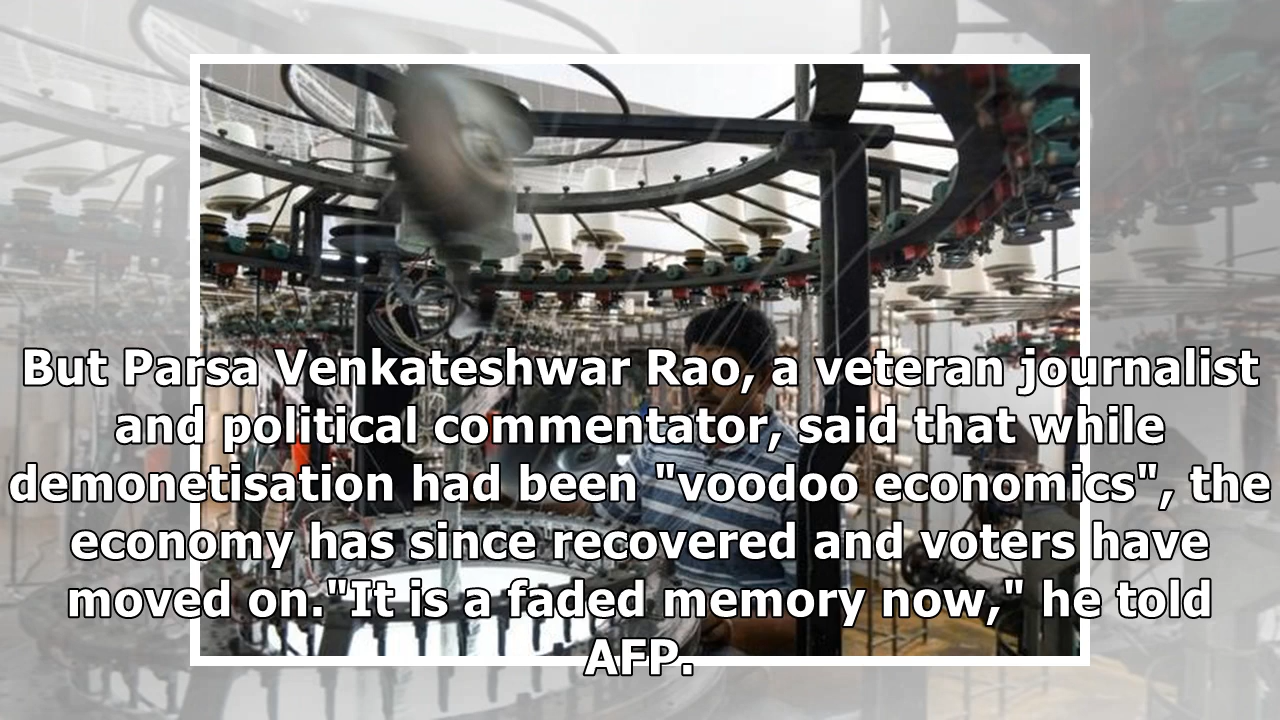 But Parsa Venkateshwar Rao, a veteran journalist
and political commentator, said that while
demonetisation had been "voodoo economics", the
economy has since recovered and voters have
moved on."It is a faded memory now," he told
AFP.